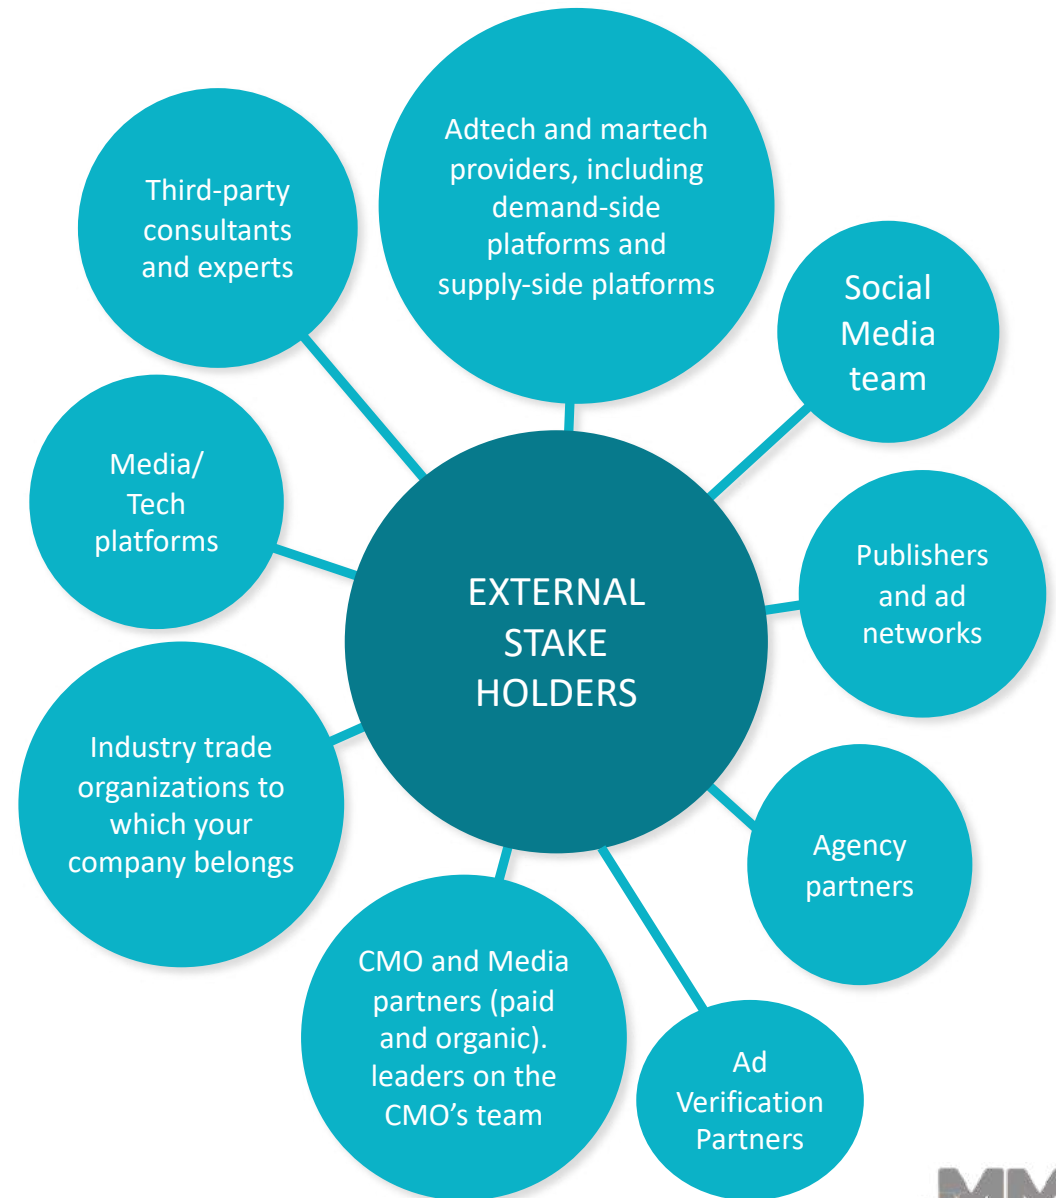 Adtech and martech
providers, including
demand-side
platforms and
supply-side platforms
Third-party
consultants
and experts
Social
Media
team
Media/
Tech
platforms
EXTERNAL
STAKE
HOLDERS
Publishers
and ad
networks
Industry trade
organizations to
which your
company belongs
Agency
partners
CMO and Media
partners (paid
and organic).
leaders on the
CMO’s team
Ad
Verification
Partners